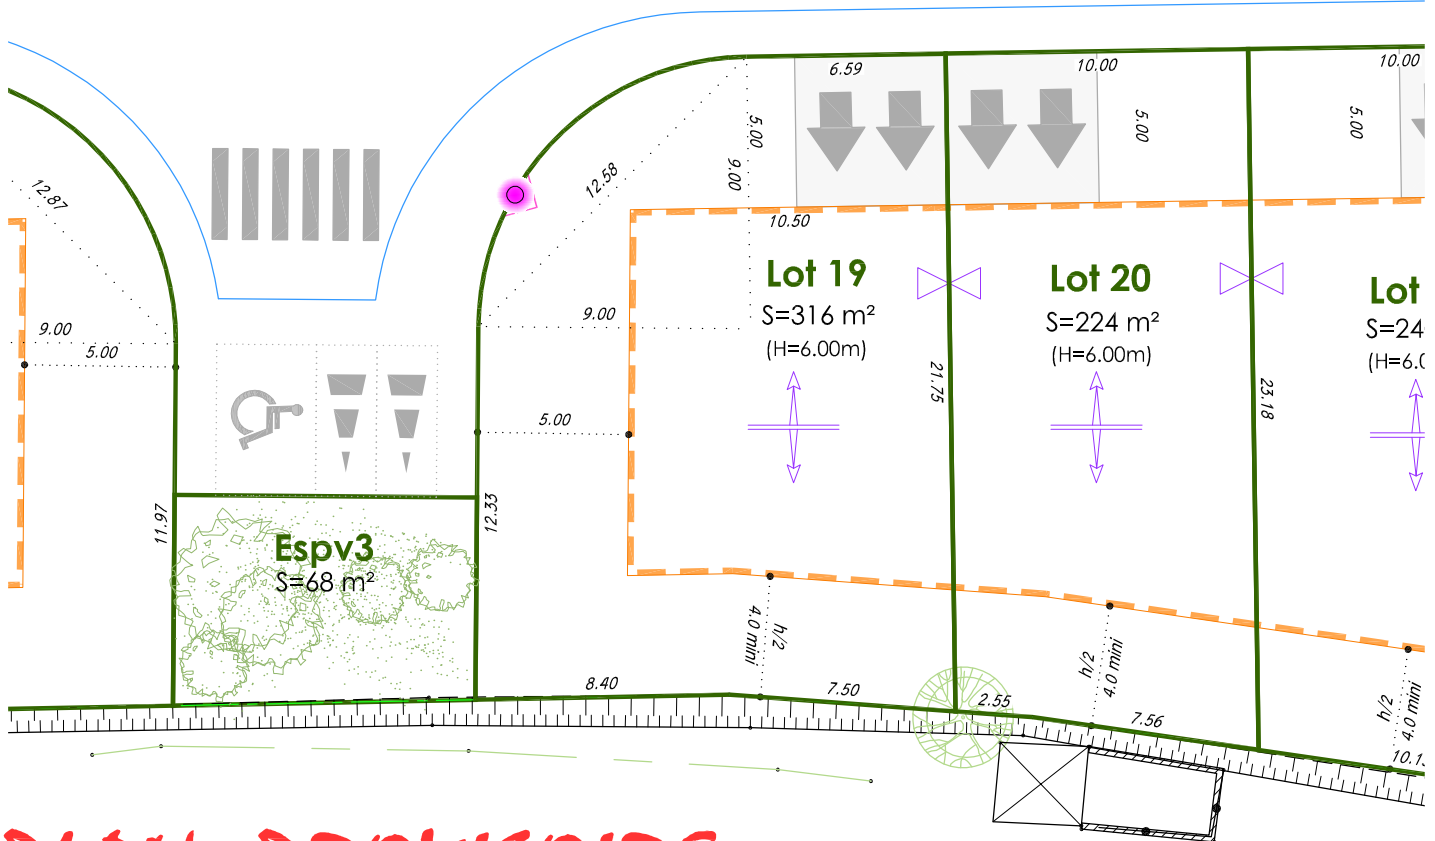 6.59
10.00
10.00
5.00
9.00
5.00
5.00
12.87
12.58
10.50
Lot 19
S=316 m²
(H=6.00m)
Lot 20
S=224 m²
(H=6.00m)
Lot
S=24
(H=6.0
9.00
5.00
9.00
5.00
21.75
23.18
11.97
12.33
Espv3
S=68 m²
4.0 mini
h/2
h/2
4.0 mini
h/2
4.0 mini
8.40
7.50
2.55
7.56